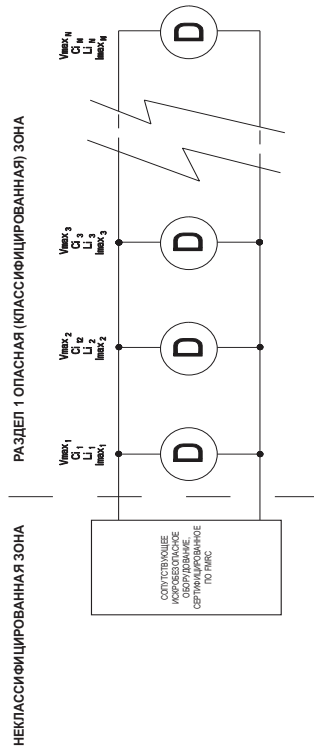 НЕКЛАССИФИЦИРОВАННАЯ ЗОНА
РАЗДЕЛ 1 ОПАСНАЯ (КЛАССИФИЦИРОВАННАЯ) ЗОНА
СОПУТСТВУЮЩЕЕ
ИСКРОБЕЗОПАСНОЕ
ОБОРУДОВАНИЕ,
СЕРТИФИЦИРОВАННОЕ
ПО FMRC
Vmax 1
Ci 1
Li 1
Imax 1
D
Vmax 2
Ci 12
Li 2
Imax 2
D
Vmax 3
Ci 3
Li 3
Imax 3
D
Vmax N
Ci N
Li N
Imax N
D